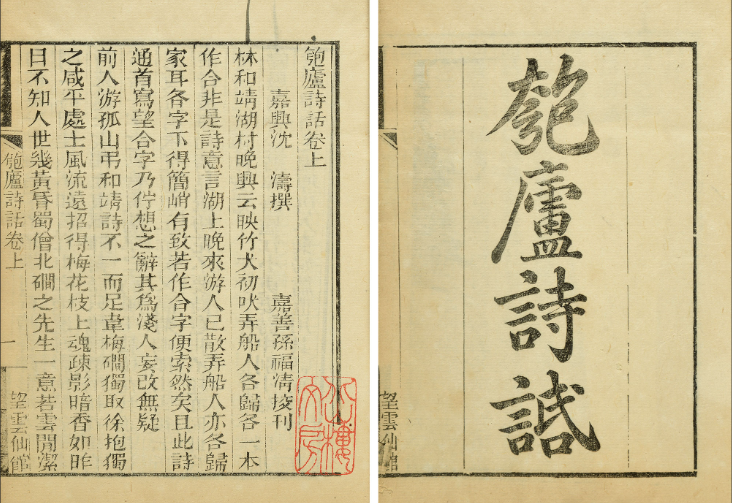 匏廬詩䛡
望雲仙館
匏廬詩話卷上
嘉興沈　濤撰　嘉善孫福清挍刊
林和靖湖村晚興云映竹犬初吠弄船人各歸各一本
作合非是詩意言湖上晚來游人已散弄船人亦各歸
家耳各字下得簡峭有致若作合字便索然矣且此詩
通首寫望合字乃佇想之辭其爲淺人妄改無疑
前人游孤山弔和靖詩不一而足韋梅磵獨取徐抱獨
之咸平處士風流遠招得梅花枝上魂疎影暗香如昨
日不知人世幾黃昏蜀僧北磵之先生一意若雲閒潔
匏廬詩話卷上　一　望雲仙館